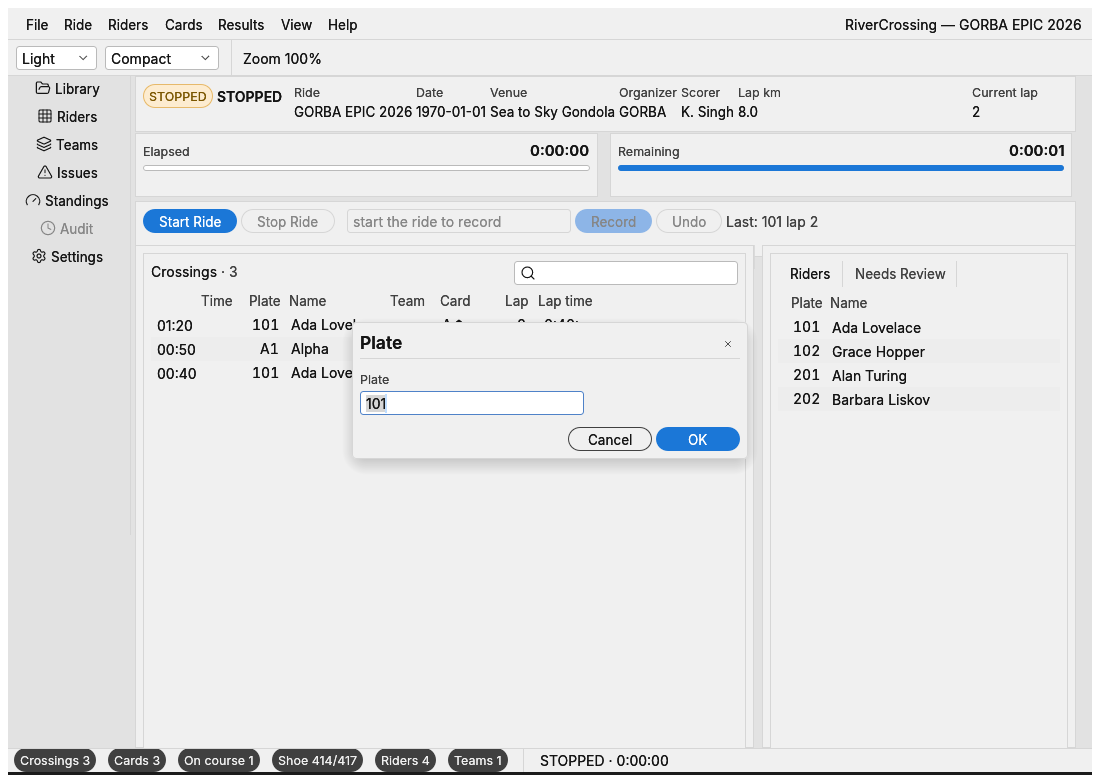 File Ride Riders Cards Results View Help RiverCrossing — GORBA EPIC 2026
Light Compact Zoom 100%
Library
Riders
Teams
Issues
Standings
Audit
Settings
STOPPED STOPPED
Ride Date Venue Organizer Scorer Lap km Current lap
GORBA EPIC 2026 1970-01-01 Sea to Sky Gondola GORBA K. Singh 8.0 2
Elapsed 0:00:00
Remaining 0:00:01
Start Ride Stop Ride start the ride to record Record Undo Last: 101 lap 2
Crossings · 3
Time Plate Name Team Card Lap Lap time
01:20 101 Ada
00:50 A1 Alpha
00:40 101 Ada
Plate ×
Plate
101
Cancel OK
Riders Needs Review
Plate Name
101 Ada Lovelace
102 Grace Hopper
201 Alan Turing
202 Barbara Liskov
Crossings 3 Cards 3 On course 1 Shoe 414/417 Riders 4 Teams 1 STOPPED · 0:00:00